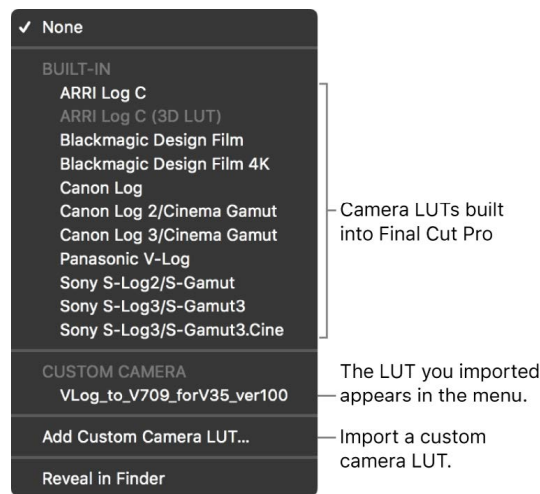 ✓ None
BUILT-IN
ARRI Log C
ARRI Log C (3D LUT)
Blackmagic Design Film
Blackmagic Design Film 4K
Canon Log
Canon Log 2/Cinema Gamut
Canon Log 3/Cinema Gamut
Panasonic V-Log
Sony S-Log2/S-Gamut
Sony S-Log3/S-Gamut3
Sony S-Log3/S-Gamut3.Cine
Camera LUTs built
into Final Cut Pro
CUSTOM CAMERA
VLog_to_V709_forV35_ver100
The LUT you imported
appears in the menu.
Add Custom Camera LUT...
Import a custom
camera LUT.
Reveal in Finder